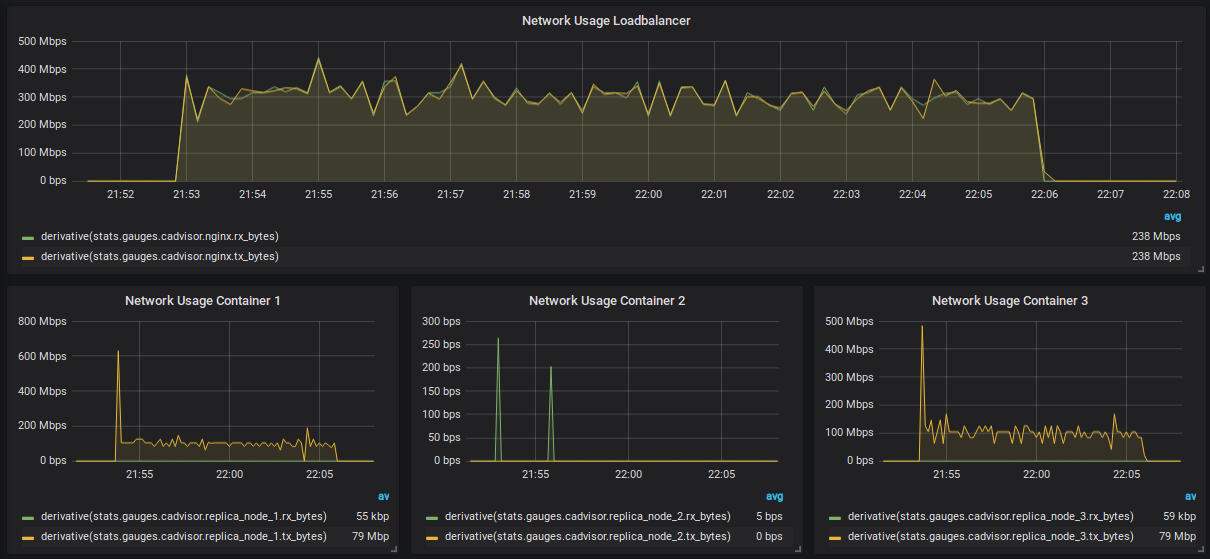 Network Usage Loadbalancer
500 Mbps
400 Mbps
300 Mbps
200 Mbps
100 Mbps
0 bps
21:52 21:53 21:54 21:55 21:56 21:57 21:58 21:59 22:00 22:01 22:02 22:03 22:04 22:05 22:06 22:07 22:08
avg
derivative(stats.gauges.cadvisor.nginx.rx_bytes) 238 Mbps
derivative(stats.gauges.cadvisor.nginx.tx_bytes) 238 Mbps
Network Usage Container 1
800 Mbps
600 Mbps
400 Mbps
200 Mbps
0 bps
21:55 22:00 22:05
av
derivative(stats.gauges.cadvisor.replica_node_1.rx_bytes) 55 kbp
derivative(stats.gauges.cadvisor.replica_node_1.tx_bytes) 79 Mbp
Network Usage Container 2
300 bps
250 bps
200 bps
150 bps
100 bps
50 bps
0 bps
21:55 22:00 22:05
avg
derivative(stats.gauges.cadvisor.replica_node_2.rx_bytes) 5 bps
derivative(stats.gauges.cadvisor.replica_node_2.tx_bytes) 0 bps
Network Usage Container 3
500 Mbps
400 Mbps
300 Mbps
200 Mbps
100 Mbps
0 bps
21:55 22:00 22:05
av
derivative(stats.gauges.cadvisor.replica_node_3.rx_bytes) 59 kbp
derivative(stats.gauges.cadvisor.replica_node_3.tx_bytes) 79 Mbp